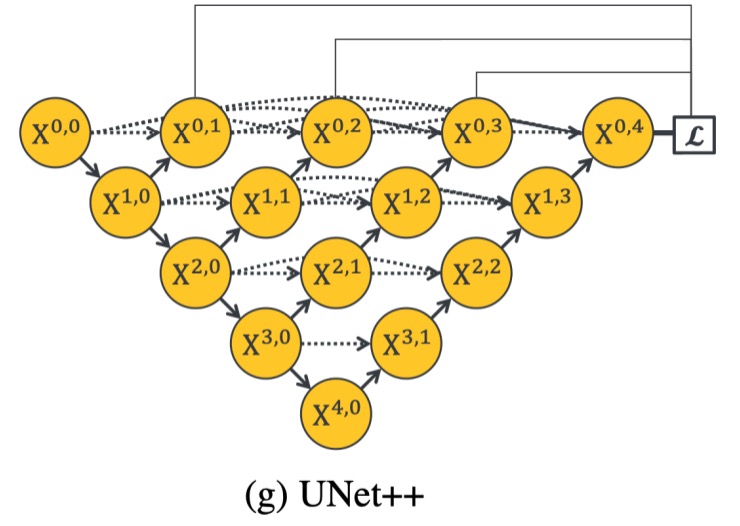 X^{0,0} X^{0,1} X^{0,2} X^{0,3} X^{0,4} ℒ
X^{1,0} X^{1,1} X^{1,2} X^{1,3}
X^{2,0} X^{2,1} X^{2,2}
X^{3,0} X^{3,1}
X^{4,0}
(g) UNet++